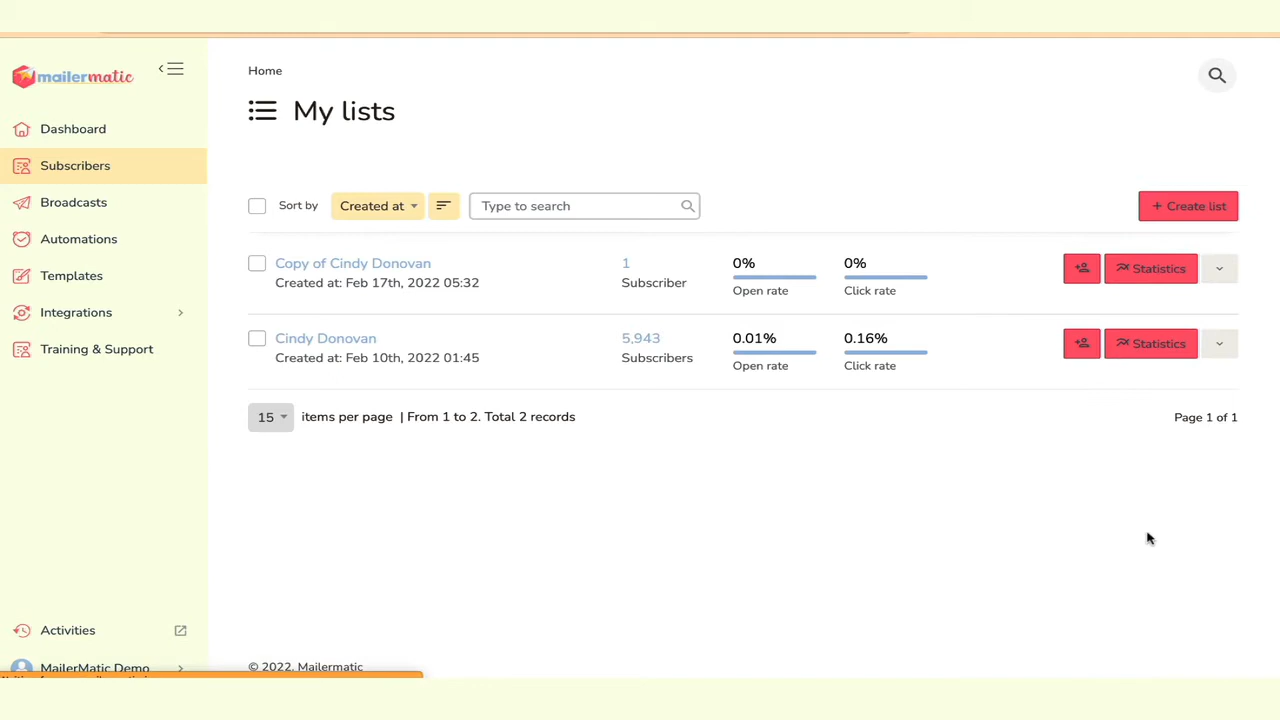 mailermatic
Home
My lists
Dashboard
Subscribers
Broadcasts
Automations
Templates
Integrations
Training & Support
Sort by
Created at
Type to search
+ Create list
Copy of Cindy Donovan
Created at: Feb 17th, 2022 05:32
1
Subscriber
0%
Open rate
0%
Click rate
Statistics
Cindy Donovan
Created at: Feb 10th, 2022 01:45
5,943
Subscribers
0.01%
Open rate
0.16%
Click rate
Statistics
15 items per page | From 1 to 2. Total 2 records
Page 1 of 1
Activities
MailerMatic Demo
© 2022. Mailermatic